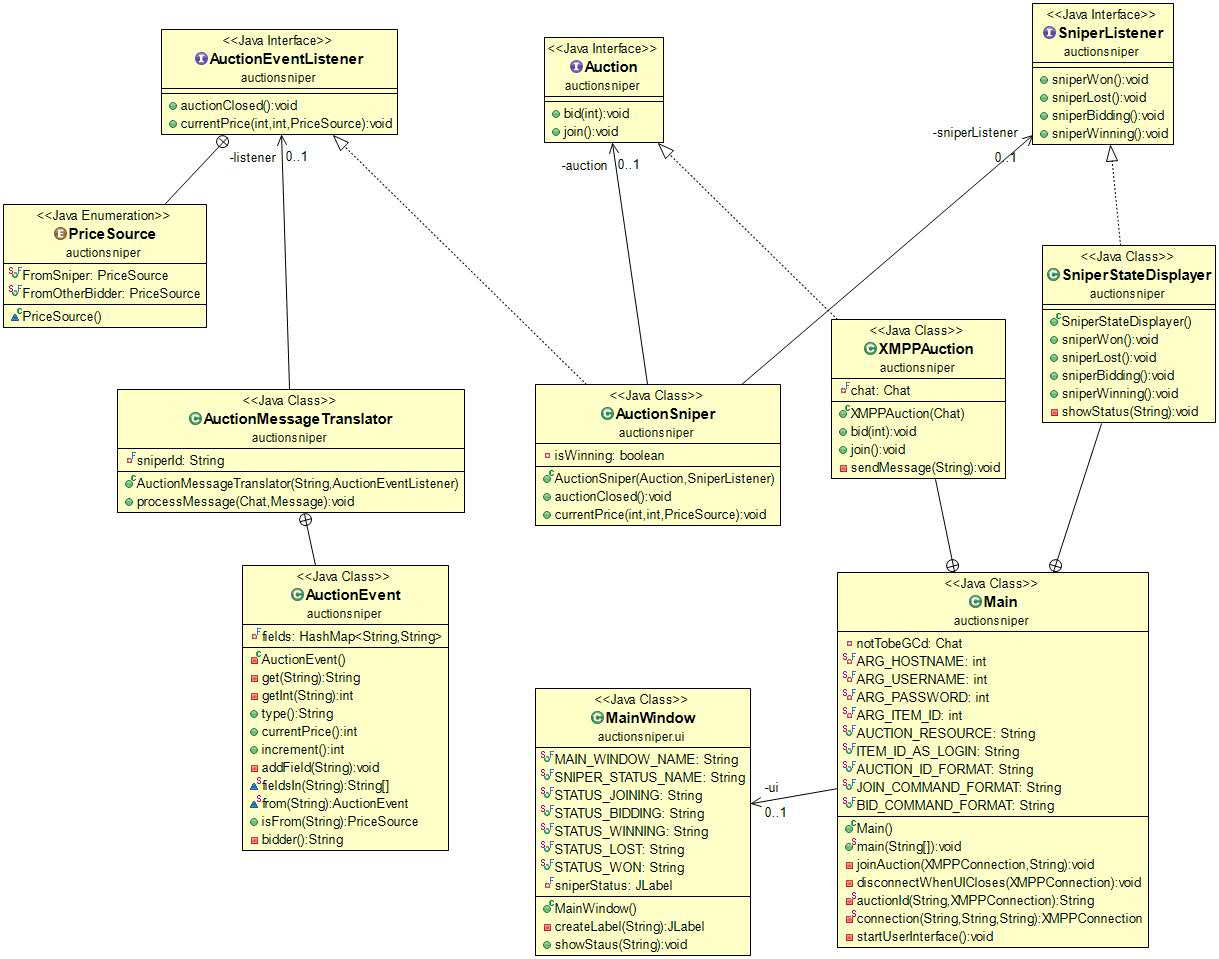 <<Java Interface>>
AuctionEventListener
auctionsniper
auctionClosed():void
currentPrice(int,int,PriceSource):void
<<Java Interface>>
Auction
auctionsniper
bid(int):void
join():void
<<Java Interface>>
SniperListener
auctionsniper
sniperWon():void
sniperLost():void
sniperBidding():void
sniperWinning():void
-listener 0..1
-auction 0..1
-sniperListener
0..1
<<Java Enumeration>>
PriceSource
auctionsniper
FromSniper: PriceSource
FromOtherBidder: PriceSource
PriceSource()
<<Java Class>>
SniperStateDisplayer
auctionsniper
SniperStateDisplayer()
sniperWon():void
sniperLost():void
sniperBidding():void
sniperWinning():void
showStatus(String):void
<<Java Class>>
XMPPAuction
auctionsniper
chat: Chat
XMPPAuction(Chat)
bid(int):void
join():void
sendMessage(String):void
<<Java Class>>
AuctionMessageTranslator
auctionsniper
sniperId: String
AuctionMessageTranslator(String,AuctionEventListener)
processMessage(Chat,Message):void
<<Java Class>>
AuctionSniper
auctionsniper
isWinning: boolean
AuctionSniper(Auction,SniperListener)
auctionClosed():void
currentPrice(int,int,PriceSource):void
<<Java Class>>
AuctionEvent
auctionsniper
fields: HashMap<String,String>
AuctionEvent()
get(String):String
getInt(String):int
type():String
currentPrice():int
increment():int
addField(String):void
fieldsIn(String):String[]
from(String):AuctionEvent
isFrom(String):PriceSource
bidder():String
<<Java Class>>
MainWindow
auctionsniper.ui
MAIN_WINDOW_NAME: String
SNIPER_STATUS_NAME: String
STATUS_JOINING: String
STATUS_BIDDING: String
STATUS_WINNING: String
STATUS_LOST: String
STATUS_WON: String
sniperStatus: JLabel
MainWindow()
createLabel(String):JLabel
showStaus(String):void
-ui
0..1
<<Java Class>>
Main
auctionsniper
notTobeGCd: Chat
ARG_HOSTNAME: int
ARG_USERNAME: int
ARG_PASSWORD: int
ARG_ITEM_ID: int
AUCTION_RESOURCE: String
ITEM_ID_AS_LOGIN: String
AUCTION_ID_FORMAT: String
JOIN_COMMAND_FORMAT: String
BID_COMMAND_FORMAT: String
Main()
main(String[]):void
joinAuction(XMPPConnection,String):void
disconnectWhenUICloses(XMPPConnection):void
auctionId(String,XMPPConnection):String
connection(String,String,String):XMPPConnection
startUserInterface():void